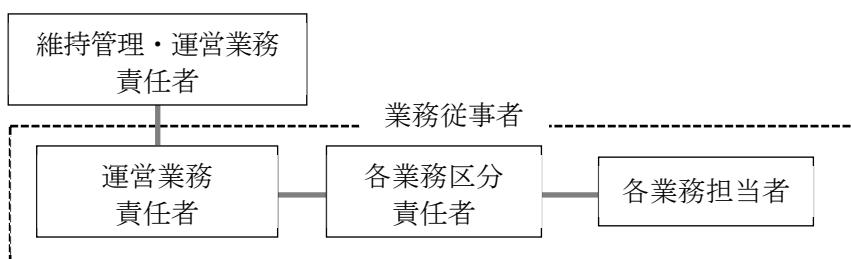 維持管理・運営業務
責任者
業務従事者
運営業務
責任者
各業務区分
責任者
各業務担当者